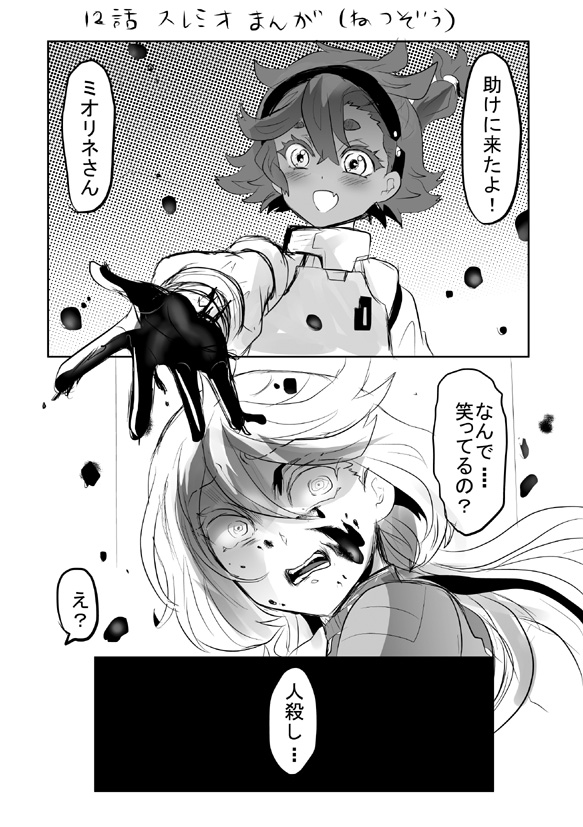 12話 スレミオ まんが (ねつぞう)
助けに来たよ！
ミオリネさん
なんで‥‥
笑ってるの？
え？
人殺し‥‥